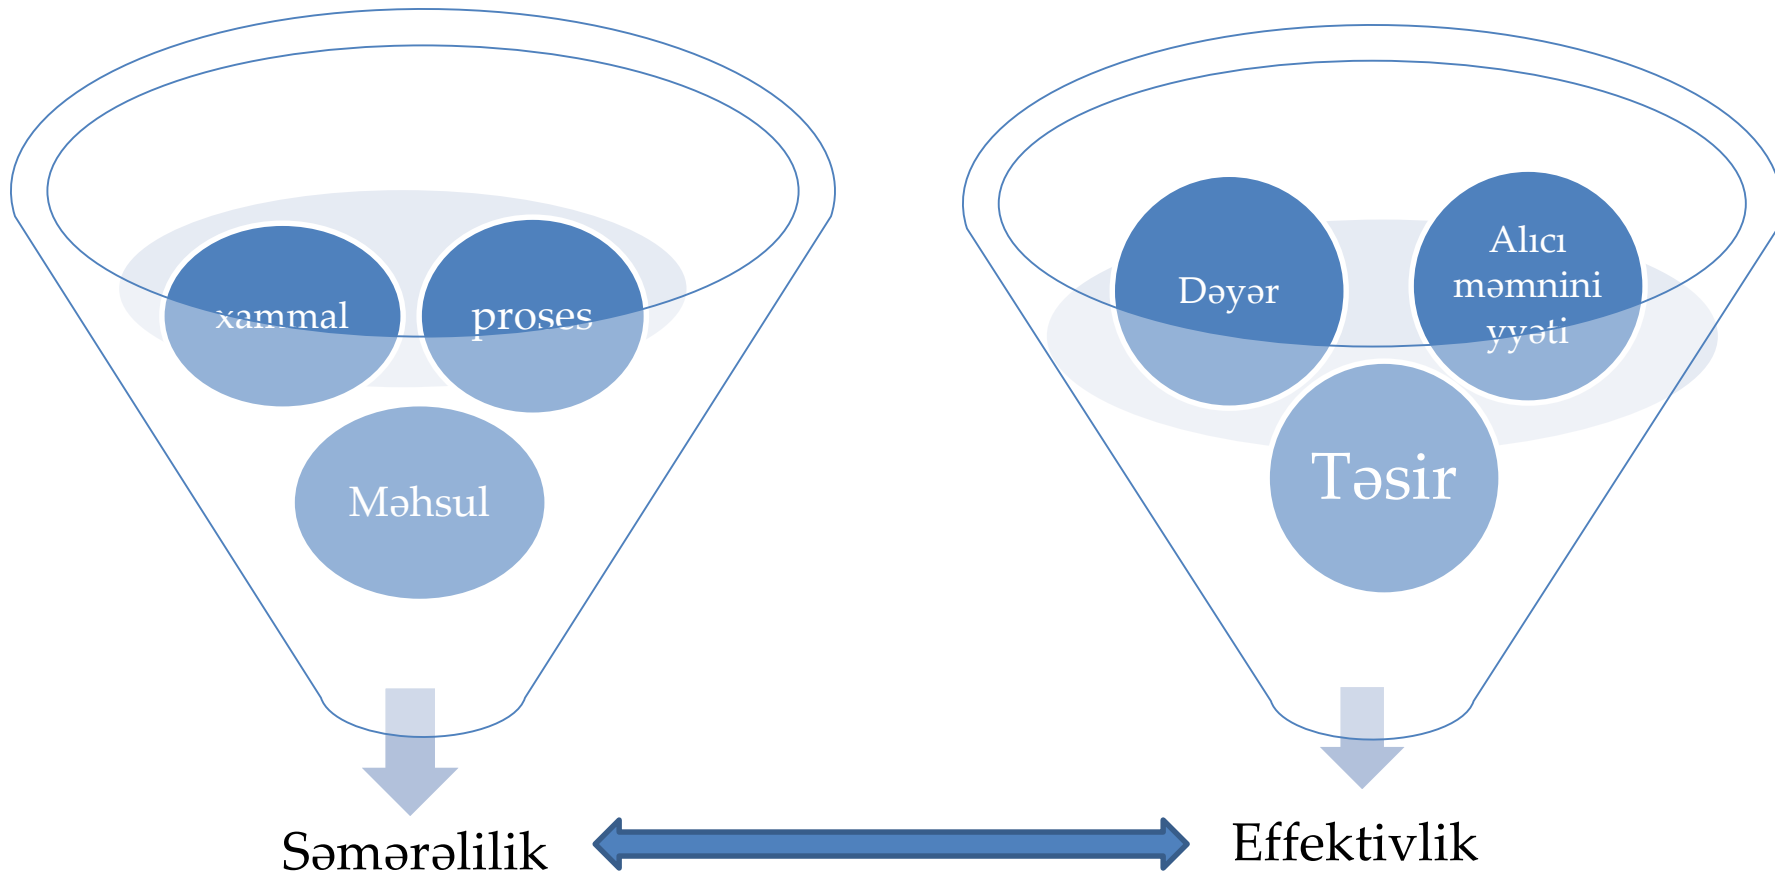 xammal
proses
Məhsul
Səmərəlilik
Dəyər
Alıcı
məmnini
yyəti
Təsir
Effektivlik